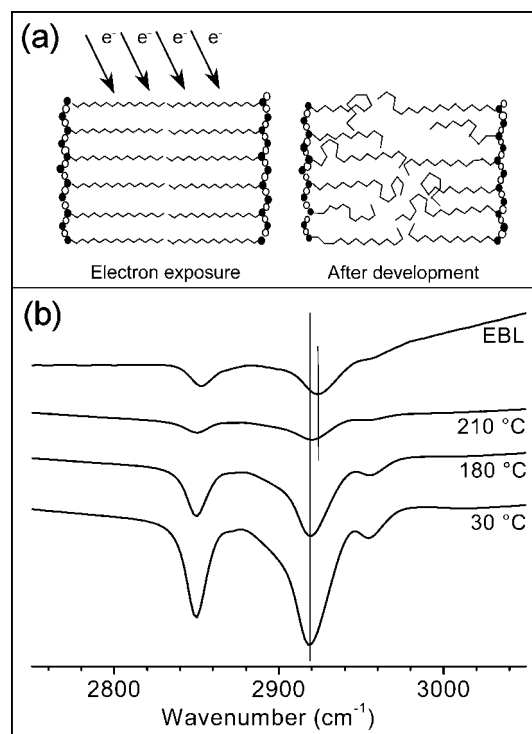 (a)
e⁻ e⁻ e⁻ e⁻
Electron exposure After development
(b)
EBL
210 °C
180 °C
30 °C
2800 2900 3000
Wavenumber (cm⁻¹)